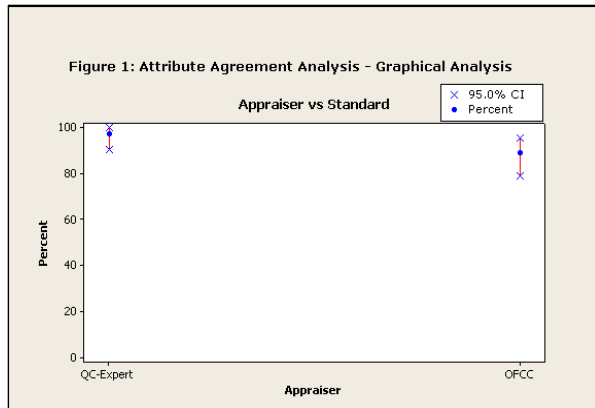 Figure 1: Attribute Agreement Analysis - Graphical Analysis
95.0% CI
Percent
Appraiser vs Standard
100
80
60
40
20
0
Percent
QC-Expert
OFCC
Appraiser